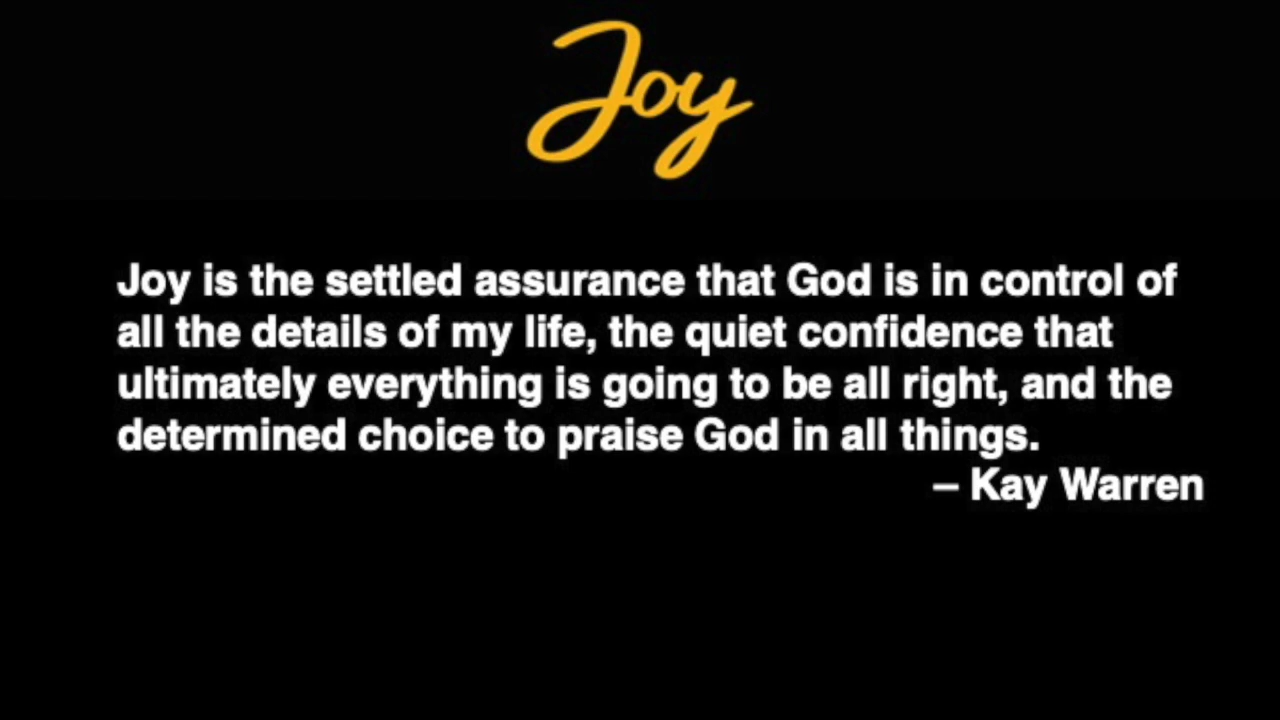 Joy
Joy is the settled assurance that God is in control of
all the details of my life, the quiet confidence that
ultimately everything is going to be all right, and the
determined choice to praise God in all things.
– Kay Warren